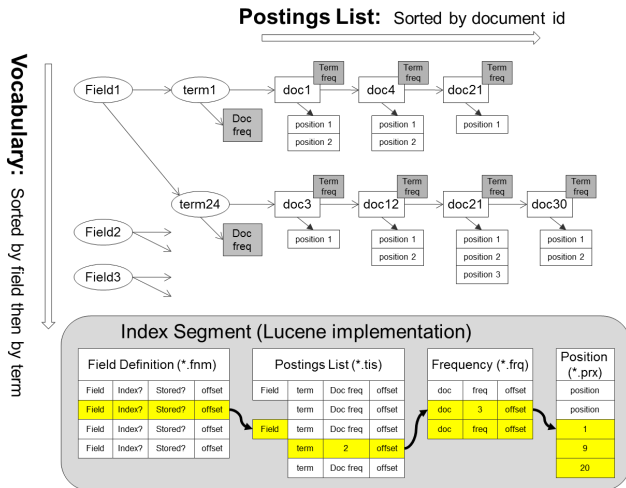 Postings List: Sorted by document id
Vocabulary: Sorted by field then by term
Field1
term1
Doc freq
doc1
Term freq
doc4
Term freq
doc21
Term freq
position 1
position 2
position 1
position 2
position 1
term24
Doc freq
doc3
Term freq
doc12
Term freq
doc21
Term freq
doc30
Term freq
position 1
position 1
position 2
position 1
position 2
position 3
position 1
position 2
Field2
Field3
Index Segment (Lucene implementation)
Field Definition (*.fnm)
Field Index? Stored? offset
Field Index? Stored? offset
Field Index? Stored? offset
Field Index? Stored? offset
Postings List (*.tis)
Field term Doc freq offset
term Doc freq offset
Field term Doc freq offset
term 2 offset
term Doc freq offset
Frequency (*.frq)
doc freq offset
doc 3 offset
doc freq offset
Position
(*.prx)
position
position
1
9
20